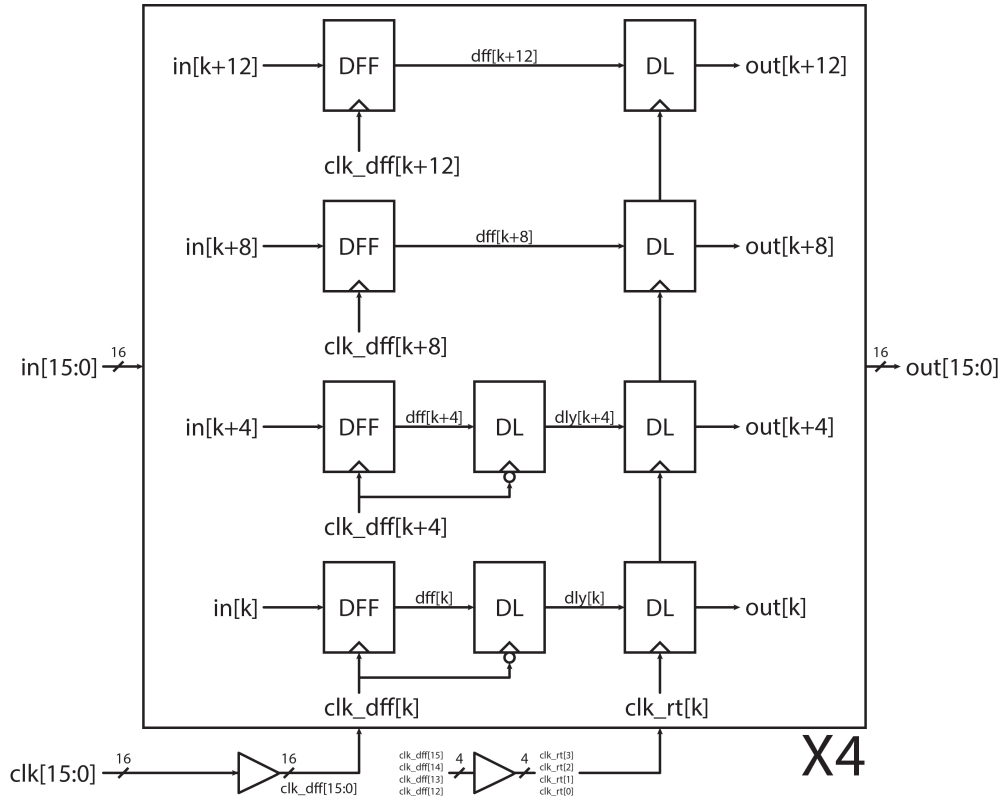 in[k+12] DFF dff[k+12] DL out[k+12]
clk_dff[k+12]
in[k+8] DFF dff[k+8] DL out[k+8]
clk_dff[k+8]
in[15:0] 16 16 out[15:0]
in[k+4] DFF dff[k+4] DL dly[k+4] DL out[k+4]
clk_dff[k+4]
in[k] DFF dff[k] DL dly[k] DL out[k]
clk_dff[k] clk_rt[k]
X4
clk[15:0] 16 16 clk_dff[15:0]
clk_dff[15]
clk_dff[14]
clk_dff[13]
clk_dff[12]
4 4
clk_rt[3]
clk_rt[2]
clk_rt[1]
clk_rt[0]